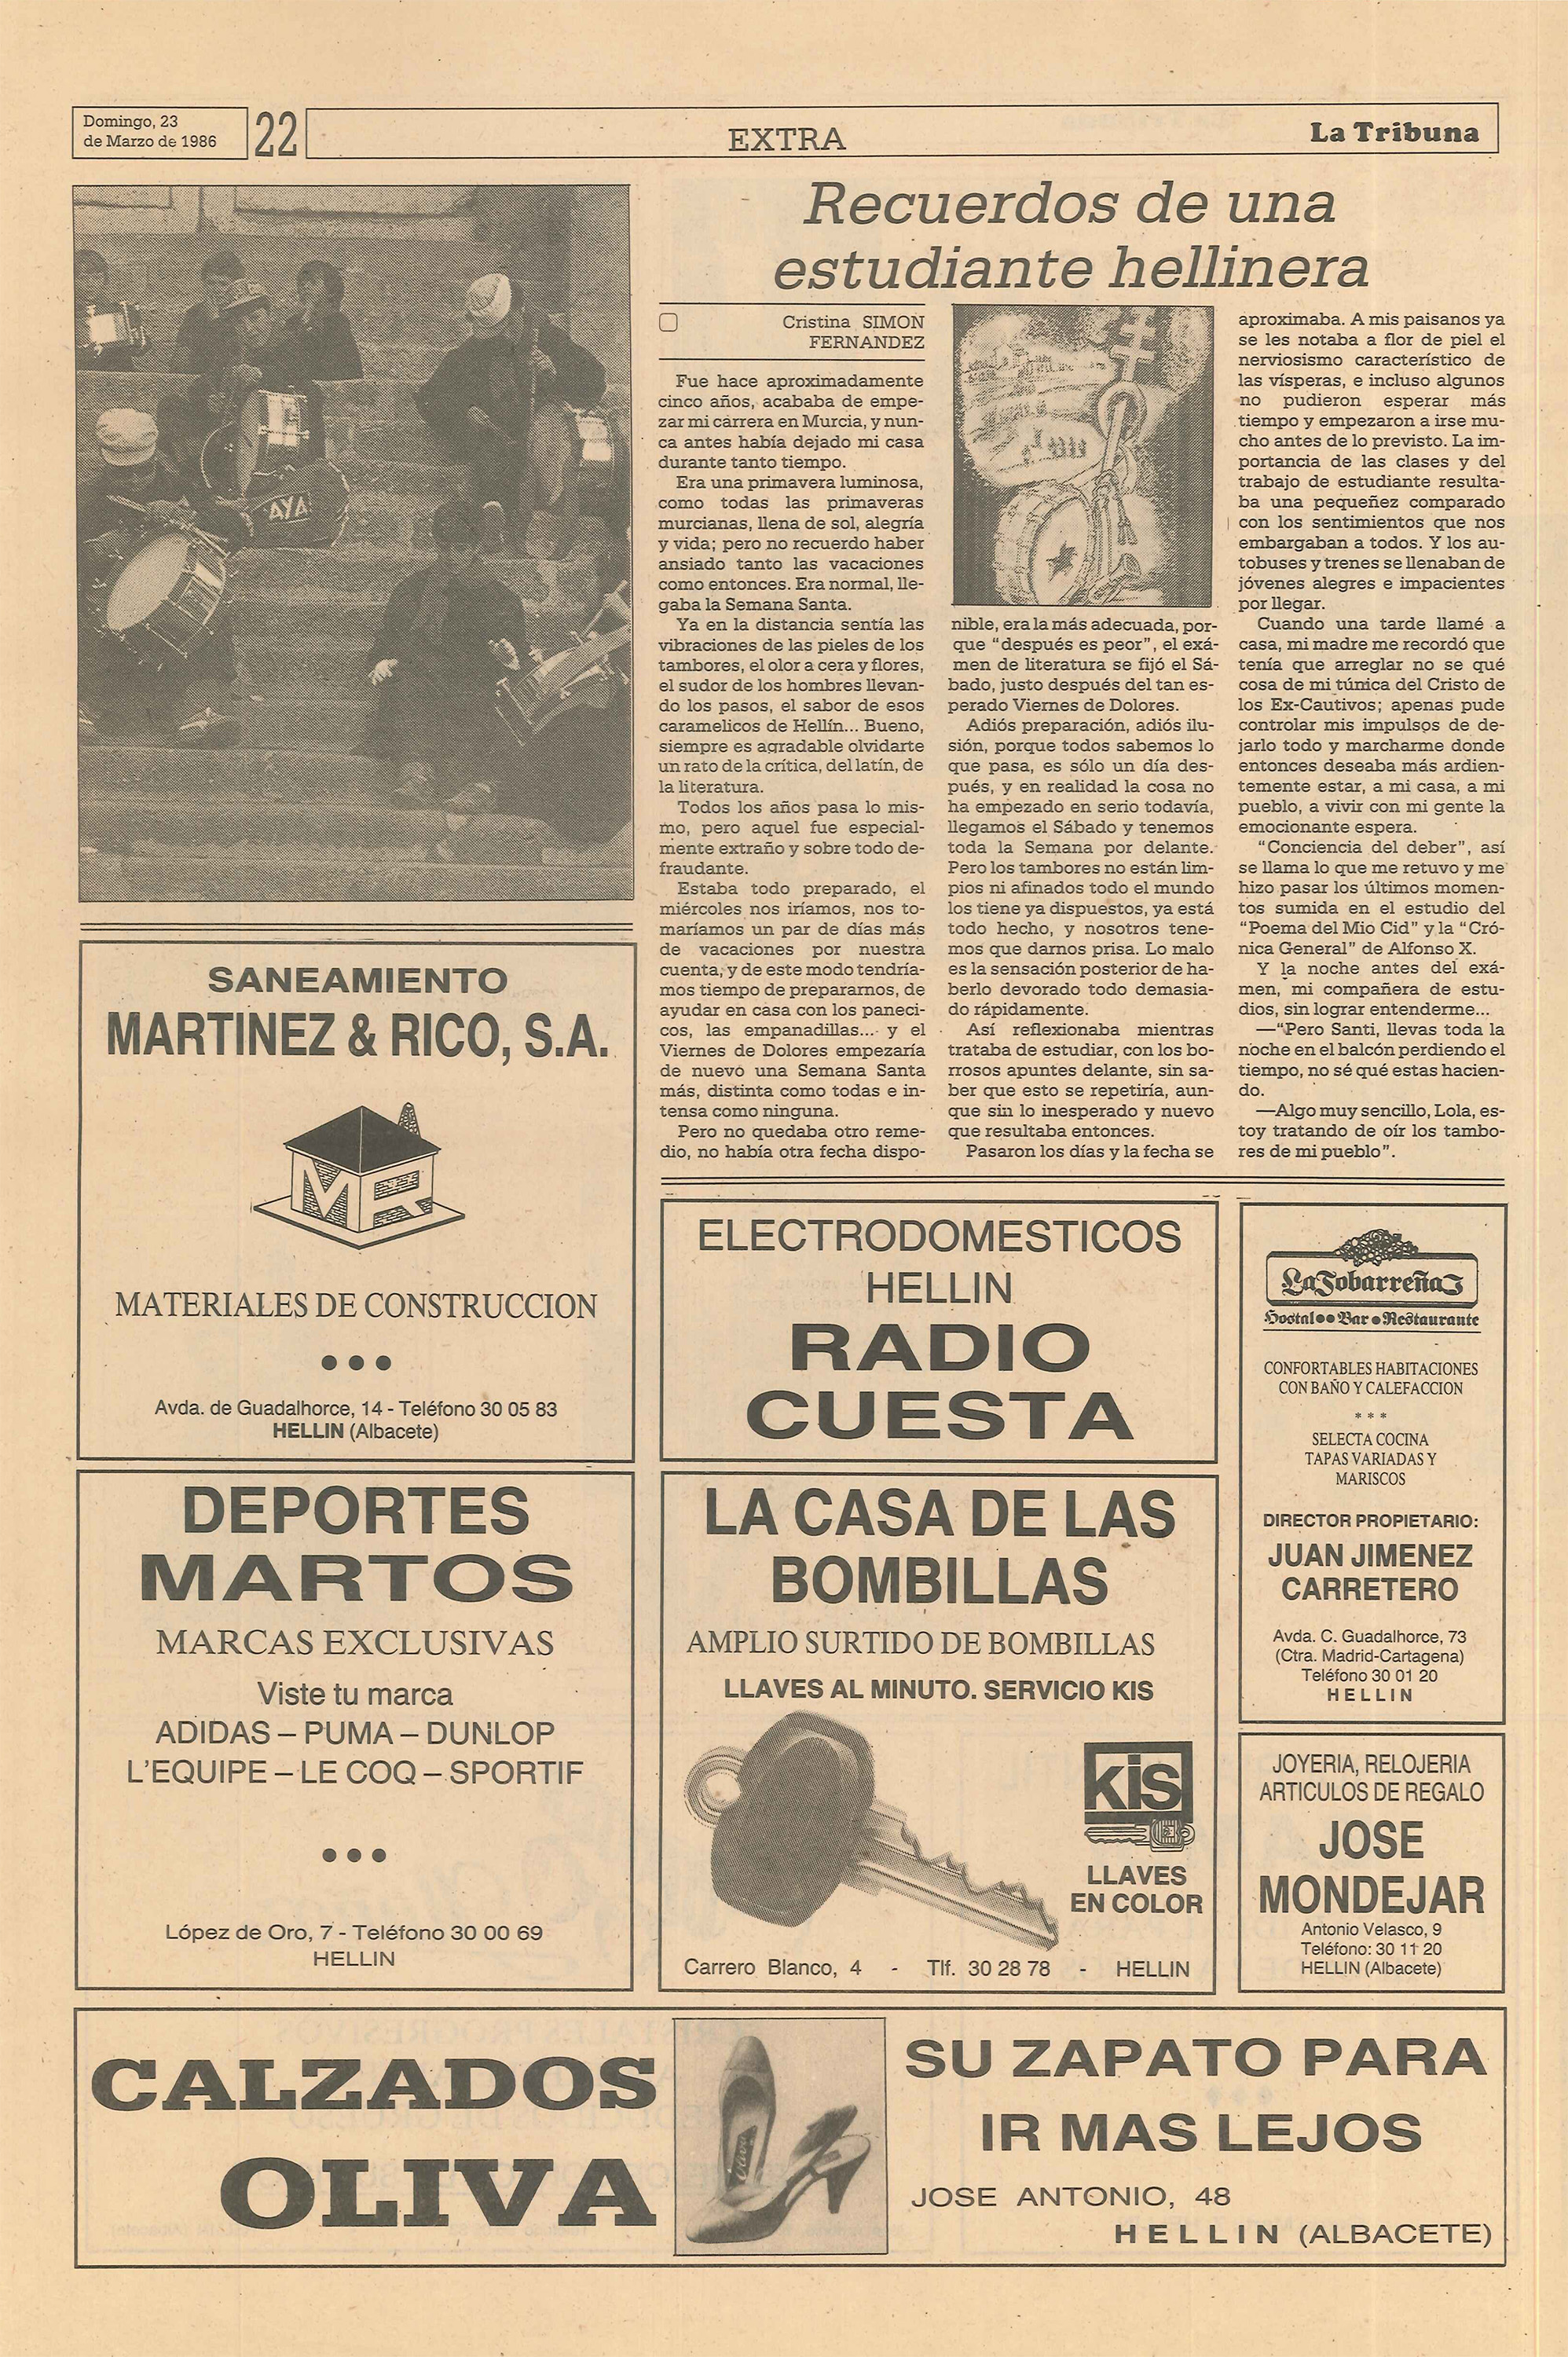 Domingo, 23
de Marzo de 1986
22
EXTRA
La Tribuna
AYA
Recuerdos de una
estudiante hellinera
Cristina SIMON
FERNANDEZ
Fue hace aproximadamente
cinco años, acababa de empe-
zar mi carrera en Murcia, y nun-
ca antes había dejado mi casa
durante tanto tiempo.
Era una primavera luminosa,
como todas las primaveras
murcianas, llena de sol, alegría
y vida; pero no recuerdo haber
ansiado tanto las vacaciones
como entonces. Era normal, lle-
gaba la Semana Santa.
Ya en la distancia sentía las
vibraciones de las pieles de los
tambores, el olor a cera y flores,
el sudor de los hombres llevan-
do los pasos, el sabor de esos
caramelicos de Hellín... Bueno,
siempre es agradable olvidarte
un rato de la crítica, del latín, de
la literatura.
Todos los años pasa lo mis-
mo, pero aquel fue especial-
mente extraño y sobre todo de-
fraudante.
Estaba todo preparado, el
miércoles nos iríamos, nos to-
maríamos un par de días más
de vacaciones por nuestra
cuenta, y de este modo tendría-
mos tiempo de prepararnos, de
ayudar en casa con los paneci-
cos, las empanadillas... y el
Viernes de Dolores empezaría
de nuevo una Semana Santa
más, distinta como todas e in-
tensa como ninguna.
Pero no quedaba otro reme-
dio, no había otra fecha dispo-
nible, era la más adecuada, por-
que "después es peor", el exá-
men de literatura se fijó el Sá-
bado, justo después del tan es-
perado Viernes de Dolores.
Adiós preparación, adiós ilu-
sión, porque todos sabemos lo
que pasa, es sólo un día des-
pués, y en realidad la cosa no
ha empezado en serio todavía,
llegamos el Sábado y tenemos
toda la Semana por delante.
Pero los tambores no están lim-
pios ni afinados todo el mundo
los tiene ya dispuestos, ya está
todo hecho, y nosotros tene-
mos que darnos prisa. Lo malo
es la sensación posterior de ha-
berlo devorado todo demasia-
do rápidamente.
Así reflexionaba mientras
trataba de estudiar, con los bo-
rrosos apuntes delante, sin sa-
ber que esto se repetiría, aun-
que sin lo inesperado y nuevo
que resultaba entonces.
Pasaron los días y la fecha se
aproximaba. A mis paisanos ya
se les notaba a flor de piel el
nerviosismo característico de
las vísperas, e incluso algunos
no pudieron esperar más
tiempo y empezaron a irse mu-
cho antes de lo previsto. La im-
portancia de las clases y del
trabajo de estudiante resulta-
ba una pequeñez comparado
con los sentimientos que nos
embargaban a todos. Y los au-
tobuses y trenes se llenaban de
jóvenes alegres e impacientes
por llegar.
Cuando una tarde llamé a
casa, mi madre me recordó que
tenía que arreglar no se qué
cosa de mi túnica del Cristo de
los Ex-Cautivos; apenas pude
controlar mis impulsos de de-
jarlo todo y marcharme donde
entonces deseaba más ardien-
temente estar, a mi casa, a mi
pueblo, a vivir con mi gente la
emocionante espera.
"Conciencia del deber", así
se llama lo que me retuvo y me
hizo pasar los últimos momen-
tos sumida en el estudio del
"Poema del Mio Cid" y la "Cró-
nica General" de Alfonso X.
Y la noche antes del exá-
men, mi compañera de estu-
dios, sin lograr entenderme...
—"Pero Santi, llevas toda la
noche en el balcón perdiendo el
tiempo, no sé qué estas hacien-
do.
—Algo muy sencillo, Lola, es-
toy tratando de oír los tambo-
res de mi pueblo".
SANEAMIENTO
MARTINEZ & RICO, S.A.
MR
MATERIALES DE CONSTRUCCION
Avda. de Guadalhorce, 14 - Teléfono 30 05 83
HELLIN (Albacete)
ELECTRODOMESTICOS
HELLIN
RADIO
CUESTA
La Tobarreña
Hostal●●Bar●Restaurante
CONFORTABLES HABITACIONES
CON BAÑO Y CALEFACCION
* * *
SELECTA COCINA
TAPAS VARIADAS Y
MARISCOS
DIRECTOR PROPIETARIO:
JUAN JIMENEZ
CARRETERO
Avda. C. Guadalhorce, 73
(Ctra. Madrid-Cartagena)
Teléfono 30 01 20
HELLIN
DEPORTES
MARTOS
MARCAS EXCLUSIVAS
Viste tu marca
ADIDAS – PUMA – DUNLOP
L'EQUIPE – LE COQ – SPORTIF
López de Oro, 7 - Teléfono 30 00 69
HELLIN
LA CASA DE LAS
BOMBILLAS
AMPLIO SURTIDO DE BOMBILLAS
LLAVES AL MINUTO. SERVICIO KIS
kis
LLAVES
EN COLOR
Carrero Blanco, 4 - Tlf. 30 28 78 - HELLIN
JOYERIA, RELOJERIA
ARTICULOS DE REGALO
JOSE
MONDEJAR
Antonio Velasco, 9
Teléfono: 30 11 20
HELLIN (Albacete)
CALZADOS
OLIVA
Oliva
SU ZAPATO PARA
IR MAS LEJOS
JOSE ANTONIO, 48
HELLIN (ALBACETE)